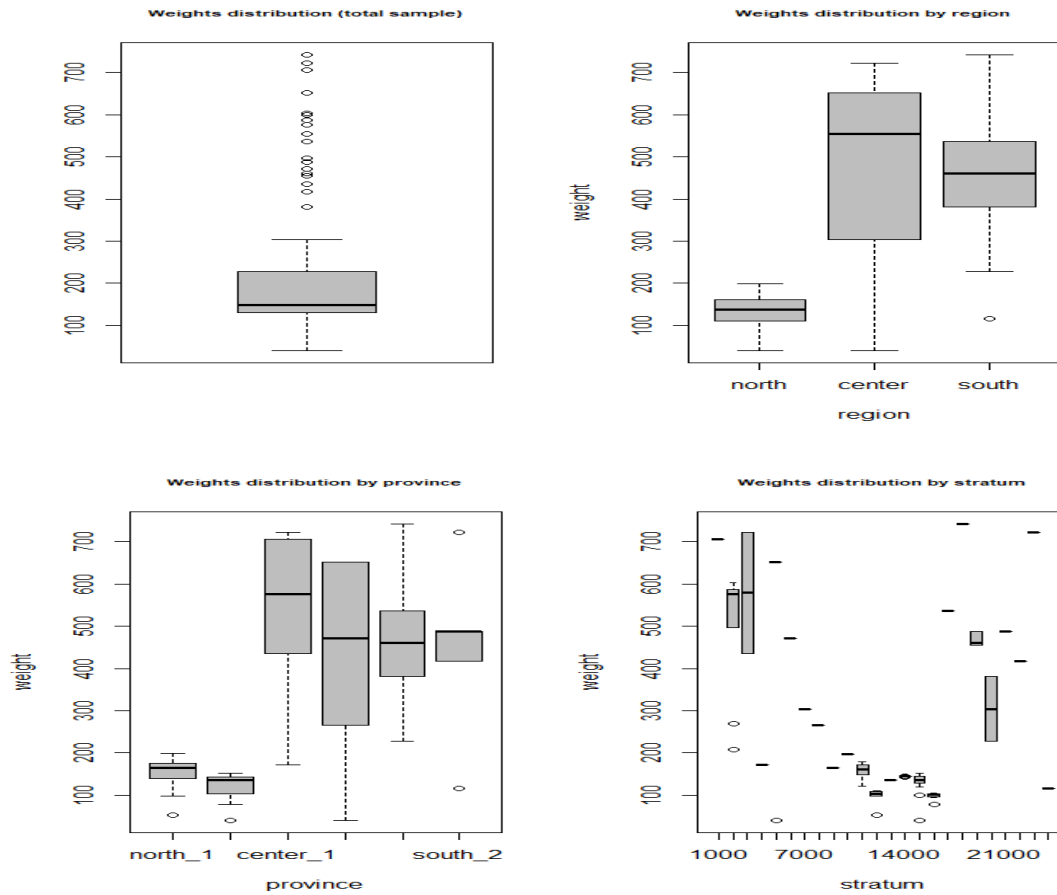 Weights distribution (total sample)
700
600
500
400
300
200
100
Weights distribution by region
weight
700
600
500
400
300
200
100
north center south
region
Weights distribution by province
weight
700
600
500
400
300
200
100
north_1 center_1 south_2
province
Weights distribution by stratum
weight
700
600
500
400
300
200
100
1000 7000 14000 21000
stratum